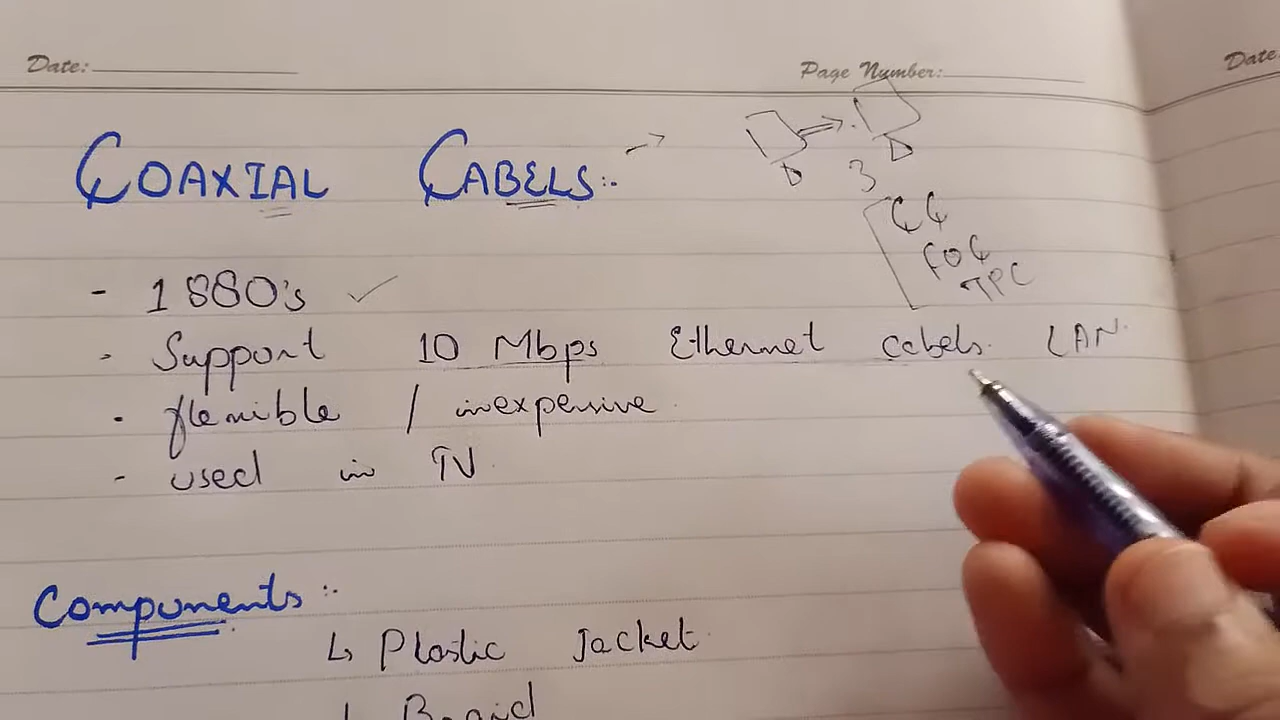 Date:
Page Number:
Date:
COAXIAL CABELS:-
3
CC
FOC
TPC
- 1880's ✓
- Support 10 Mbps Ethernet cabels. LAN
- flexible / inexpensive
- used in TV
Components :-
↳ Plastic Jacket
↳ Braid